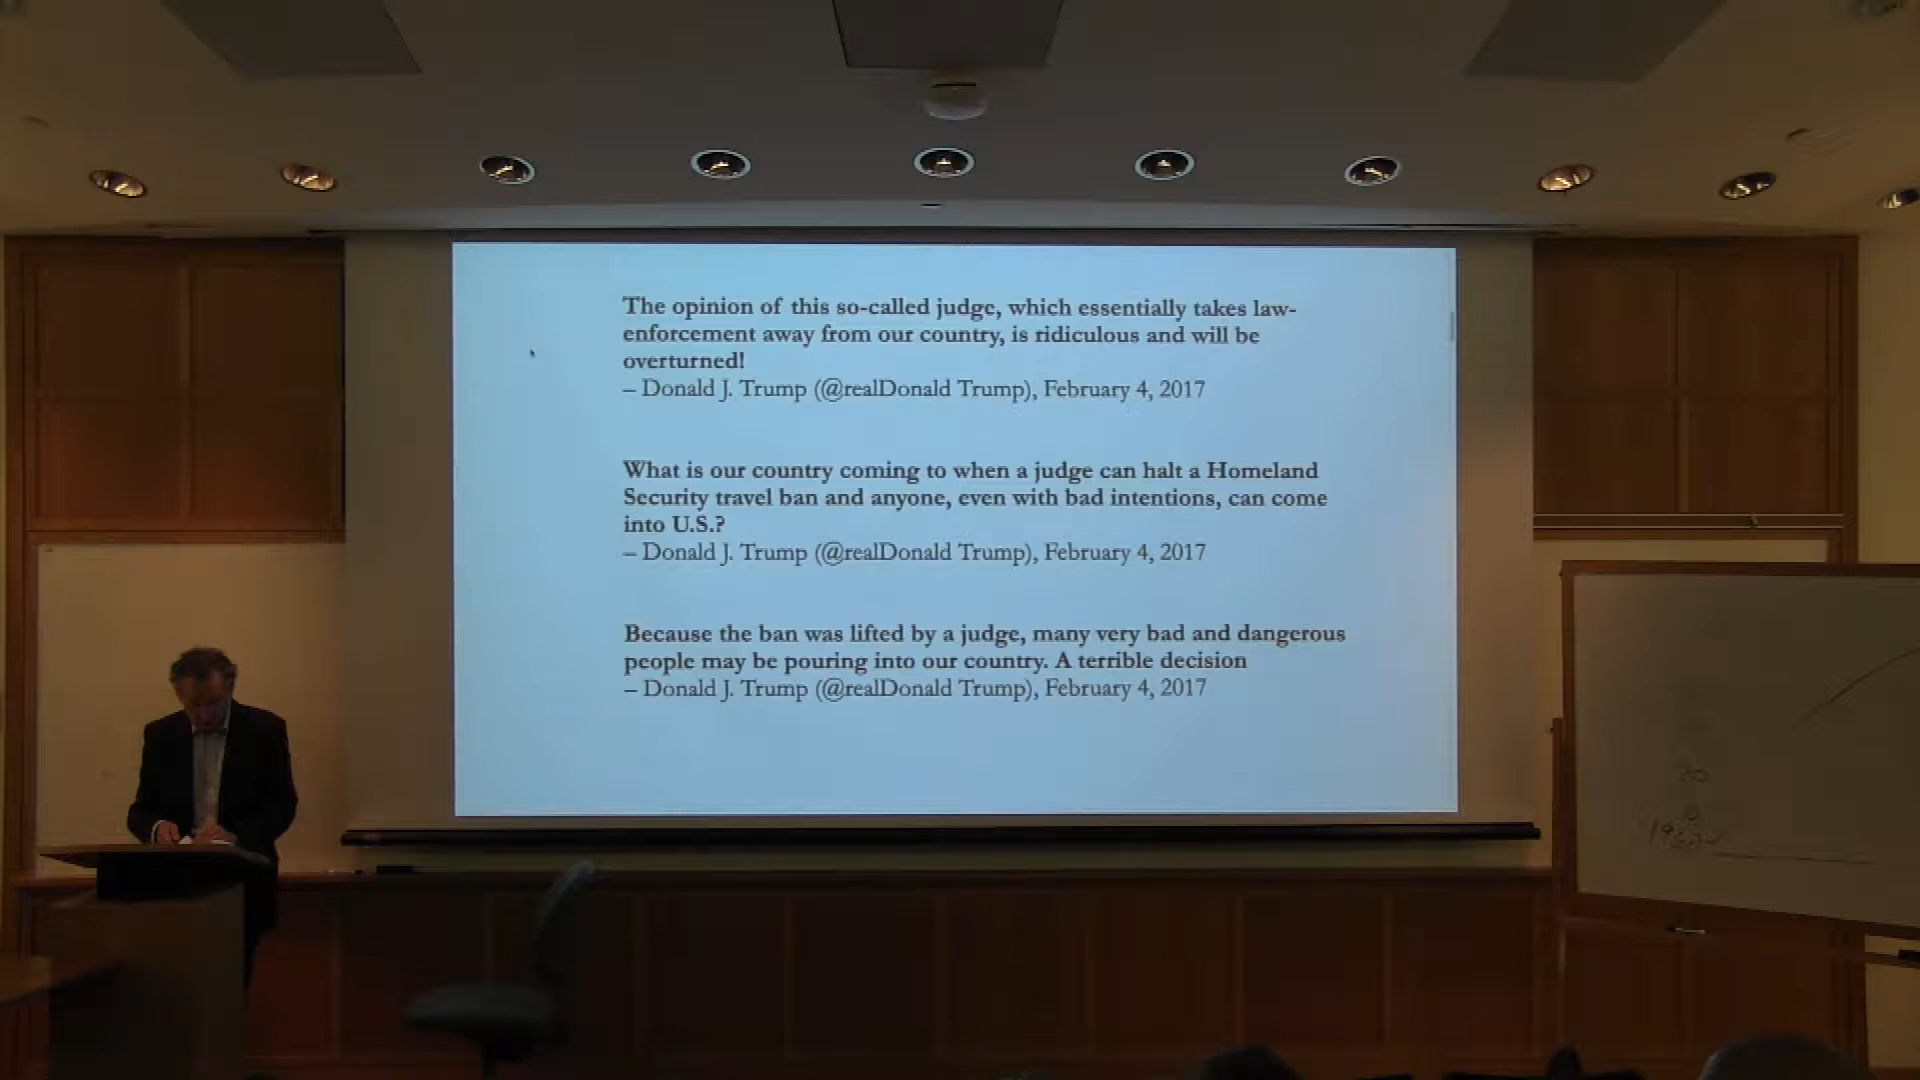 The opinion of this so-called judge, which essentially takes law-
enforcement away from our country, is ridiculous and will be
overturned!
– Donald J. Trump (@realDonald Trump), February 4, 2017
What is our country coming to when a judge can halt a Homeland
Security travel ban and anyone, even with bad intentions, can come
into U.S.?
– Donald J. Trump (@realDonald Trump), February 4, 2017
Because the ban was lifted by a judge, many very bad and dangerous
people may be pouring into our country. A terrible decision
– Donald J. Trump (@realDonald Trump), February 4, 2017